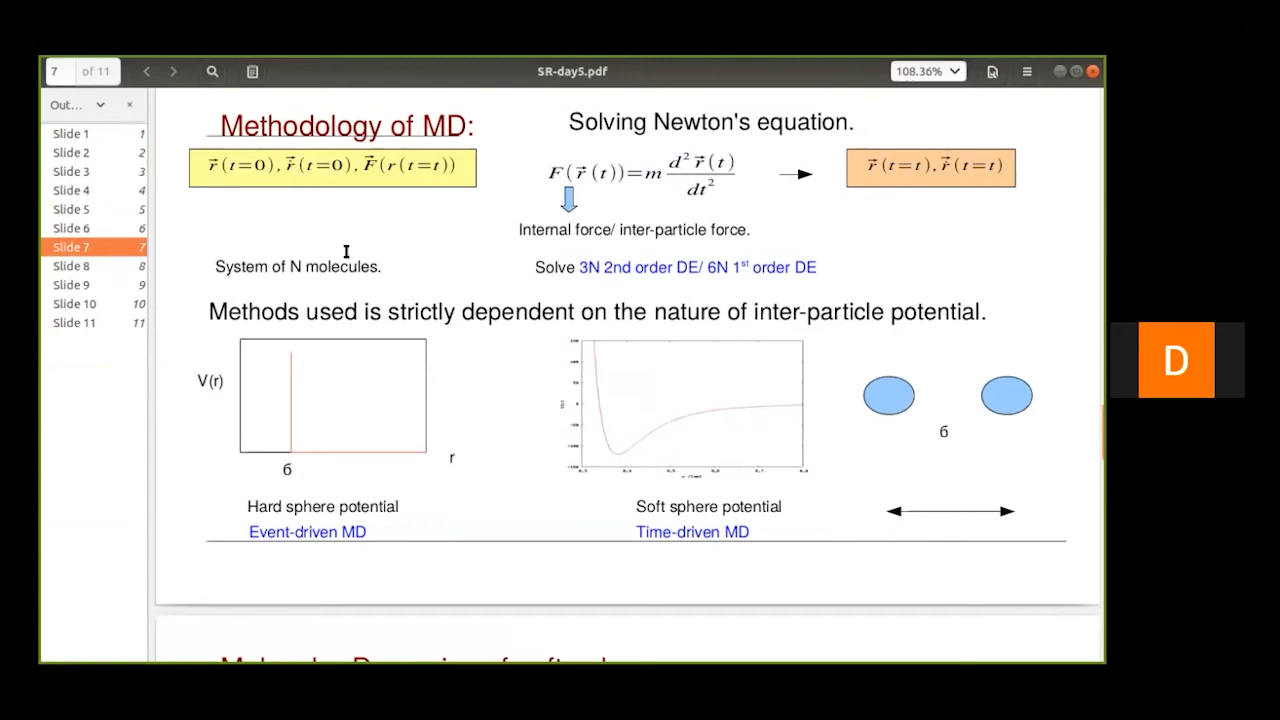 7 of 11
SR-day5.pdf
108.36%
Out...
Slide 1 1
Slide 2 2
Slide 3 3
Slide 4 4
Slide 5 5
Slide 6 6
Slide 7 7
Slide 8 8
Slide 9 9
Slide 10 10
Slide 11 11
Methodology of MD:
Solving Newton's equation.
r⃗(t=0), r⃗(t=0), F⃗(r(t=t))
F(r⃗(t))=m d² r⃗(t) / dt²
r⃗(t=t), r⃗(t=t)
Internal force/ inter-particle force.
System of N molecules.
Solve 3N 2nd order DE/ 6N 1st order DE
Methods used is strictly dependent on the nature of inter-particle potential.
V(r)
б
r
б
Hard sphere potential
Event-driven MD
Soft sphere potential
Time-driven MD
D